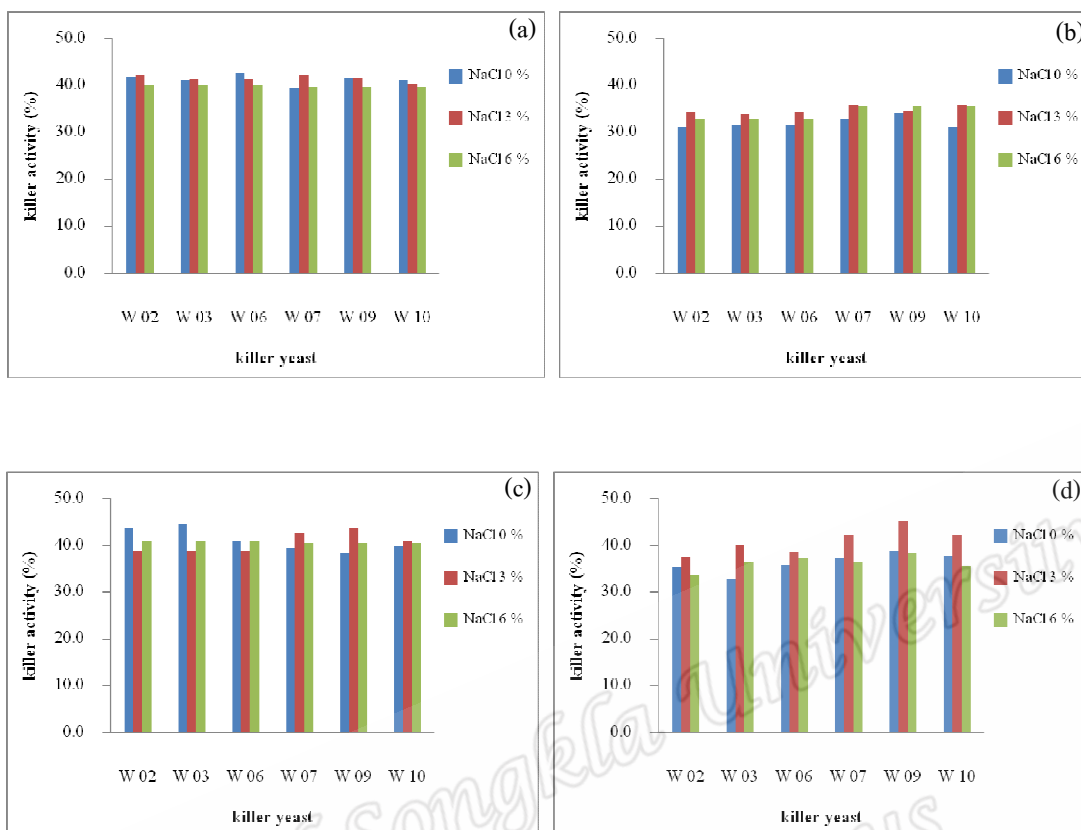 (a)
50.0
40.0
30.0
20.0
10.0
0.0
killer activity (%)
W 02 W 03 W 06 W 07 W 09 W 10
killer yeast
NaCl 0 %
NaCl 3 %
NaCl 6 %
(b)
50.0
40.0
30.0
20.0
10.0
0.0
killer activity (%)
W 02 W 03 W 06 W 07 W 09 W 10
killer yeast
NaCl 0 %
NaCl 3 %
NaCl 6 %
(c)
50.0
40.0
30.0
20.0
10.0
0.0
killer activity (%)
W 02 W 03 W 06 W 07 W 09 W 10
killer yeast
NaCl 0 %
NaCl 3 %
NaCl 6 %
(d)
50.0
40.0
30.0
20.0
10.0
0.0
killer activity (%)
W 02 W 03 W 06 W 07 W 09 W 10
killer yeast
NaCl 0 %
NaCl 3 %
NaCl 6 %
Songkla